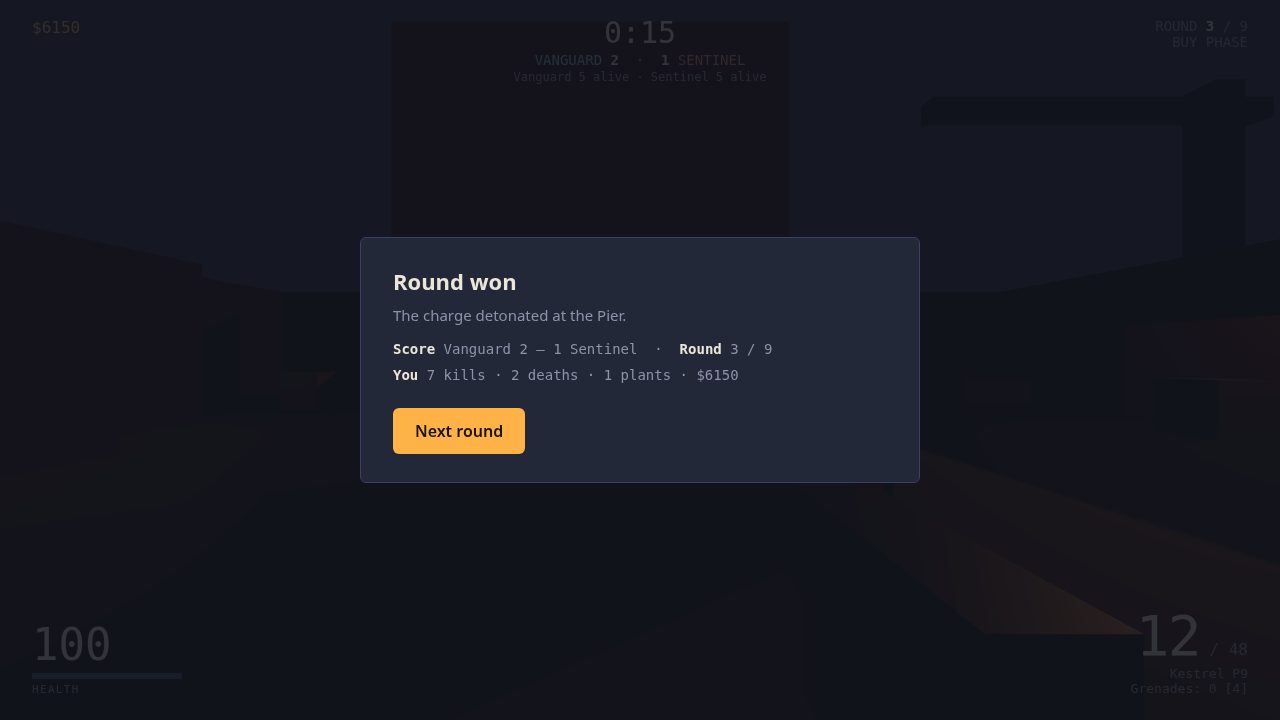 $6150
0:15
VANGUARD 2 · 1 SENTINEL
Vanguard 5 alive · Sentinel 5 alive
ROUND 3 / 9
BUY PHASE
Round won
The charge detonated at the Pier.
Score Vanguard 2 — 1 Sentinel · Round 3 / 9
You 7 kills · 2 deaths · 1 plants · $6150
Next round
100
HEALTH
12 / 48
Kestrel P9
Grenades: 0 [4]